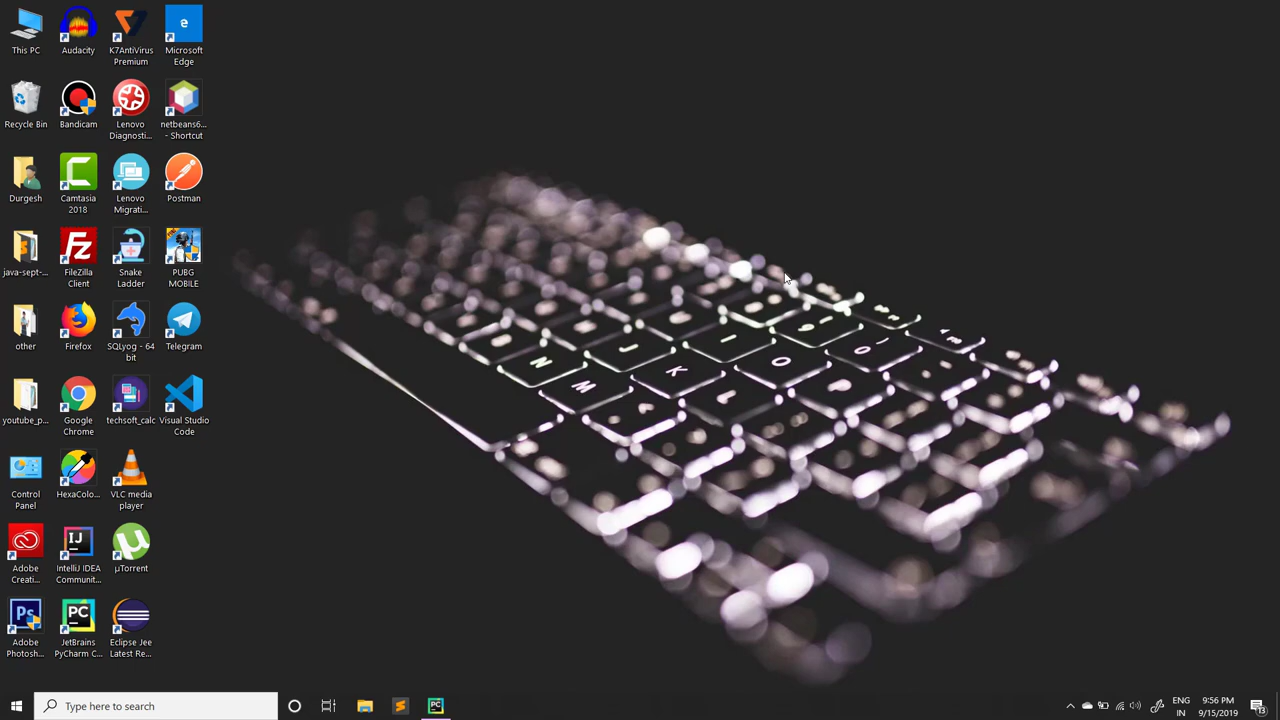 This PC
Audacity
K7AntiVirus
Premium
Microsoft
Edge
Recycle Bin
Bandicam
Lenovo
Diagnosti...
netbeans6...
- Shortcut
Durgesh
Camtasia
2018
Lenovo
Migrati...
Postman
java-sept-...
FileZilla
Client
Snake
Ladder
PUBG
MOBILE
other
Firefox
SQLyog - 64
bit
Telegram
youtube_p...
Google
Chrome
techsoft_calc
Visual Studio
Code
Control
Panel
HexaColo...
VLC media
player
Adobe
Creati...
IntelliJ IDEA
Communit...
µTorrent
Adobe
Photosh...
JetBrains
PyCharm C...
Eclipse Jee
Latest Re...
Type here to search
ENG
IN
9:56 PM
9/15/2019